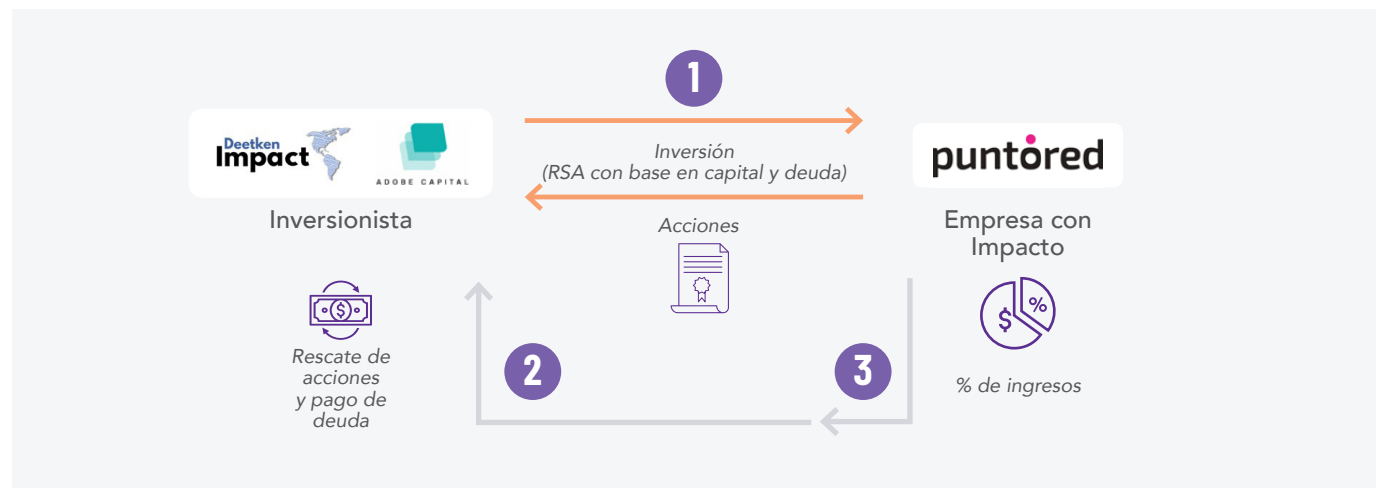 1
Deetken
Impact
ADOBE CAPITAL
Inversión
(RSA con base en capital y deuda)
puntored
Inversionista
Acciones
Empresa con
Impacto
$
$
%
Rescate de
acciones
y pago de
deuda
2
3
% de ingresos